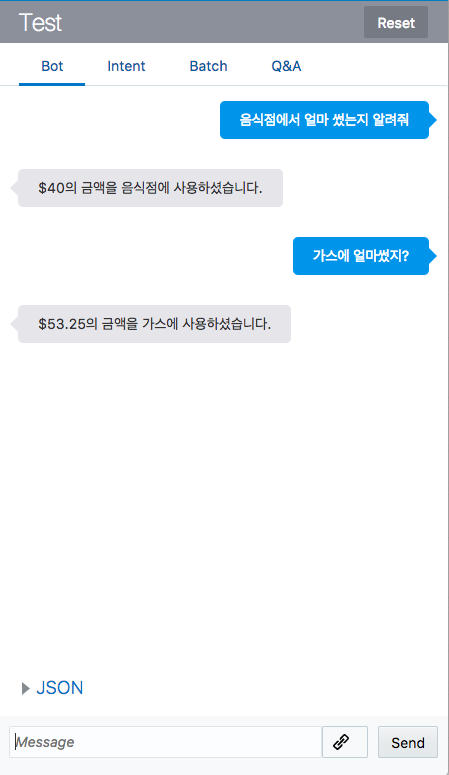 Test
Reset
Bot Intent Batch Q&A
음식점에서 얼마 썼는지 알려줘
$40의 금액을 음식점에 사용하셨습니다.
가스에 얼마썼지?
$53.25의 금액을 가스에 사용하셨습니다.
JSON
Message
Send